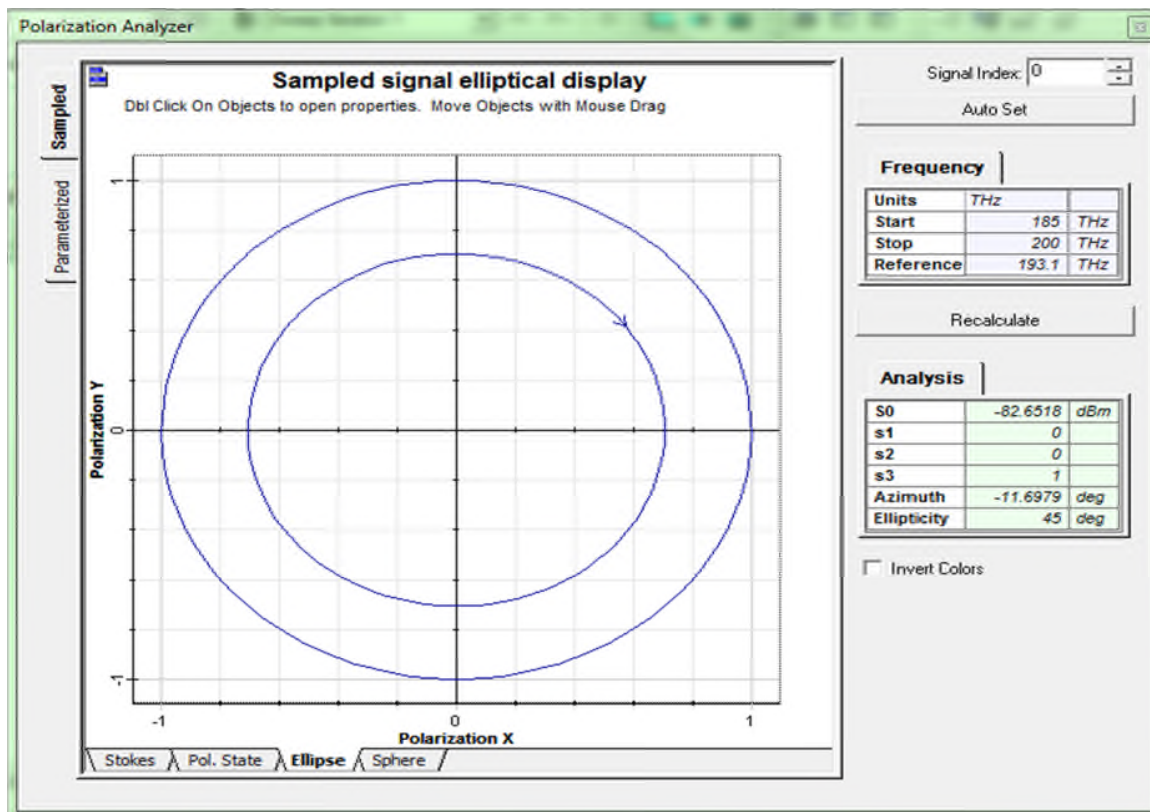 Polarization Analyzer
Sampled
Parameterized
Sampled signal elliptical display
Dbl Click On Objects to open properties.  Move Objects with Mouse Drag
Polarization Y
1
0
-1
-1
0
1
Polarization X
Stokes
Pol. State
Ellipse
Sphere
Signal Index: 0
Auto Set
Frequency
Units THz
Start 185 THz
Stop 200 THz
Reference 193.1 THz
Recalculate
Analysis
S0 -82.6518 dBm
s1 0
s2 0
s3 1
Azimuth -11.6979 deg
Ellipticity 45 deg
Invert Colors